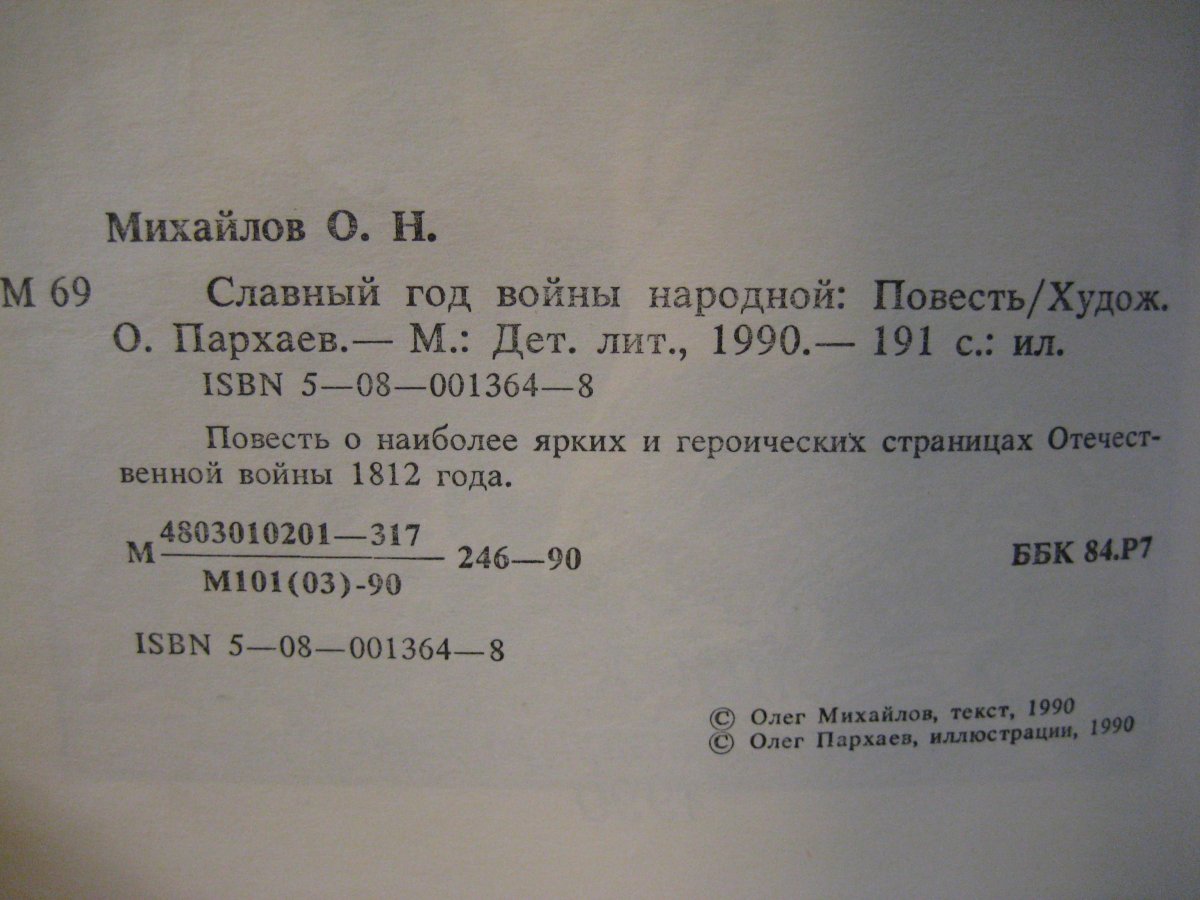 Михайлов О. Н.
М 69 Славный год войны народной: Повесть/Худож.
О. Пархаев.— М.: Дет. лит., 1990.— 191 с.: ил.
ISBN 5—08—001364—8
Повесть о наиболее ярких и героических страницах Отечест-
венной войны 1812 года.
4803010201—317
М 246—90 ББК 84.Р7
М101(03)-90
ISBN 5—08—001364—8
© Олег Михайлов, текст, 1990
© Олег Пархаев, иллюстрации, 1990